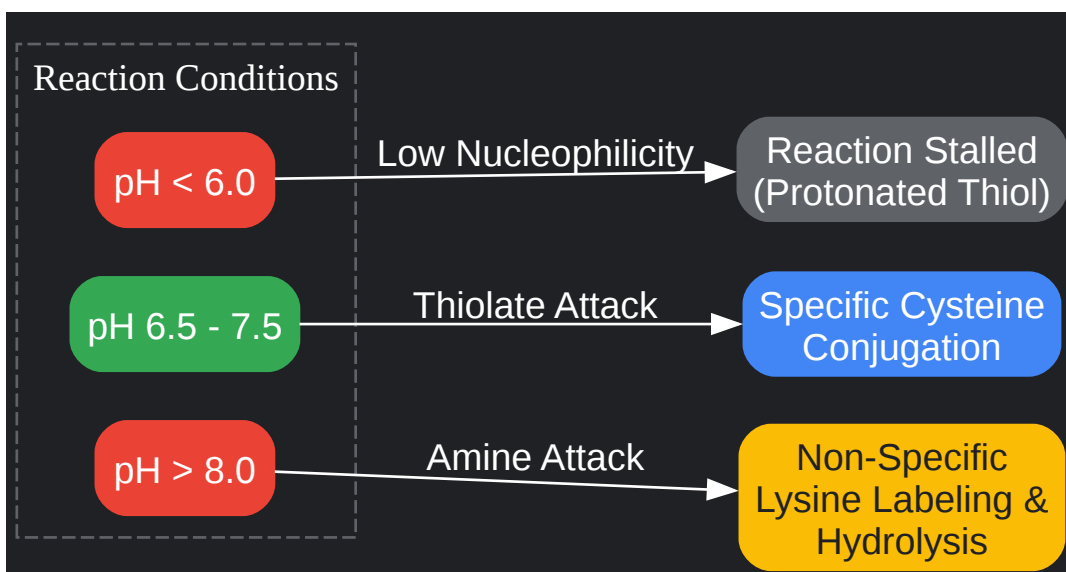 Reaction Conditions
pH < 6.0
Low Nucleophilicity
Reaction Stalled
(Protonated Thiol)
pH 6.5 - 7.5
Thiolate Attack
Specific Cysteine
Conjugation
pH > 8.0
Amine Attack
Non-Specific
Lysine Labeling &
Hydrolysis